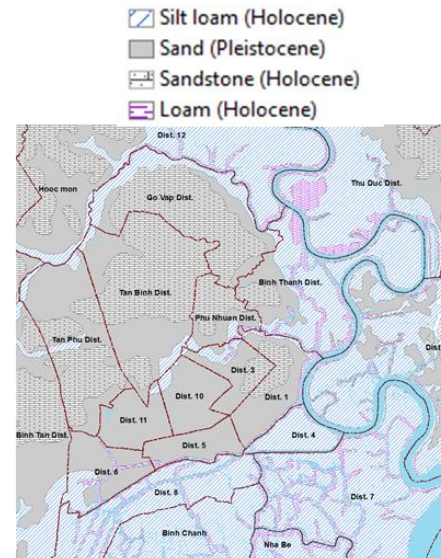 Silt loam (Holocene)
Sand (Pleistocene)
Sandstone (Holocene)
Loam (Holocene)
Dist. 12
Hooc mon
Thu Duc Dist.
Go Vap Dist.
Binh Thanh Dist.
Tan Binh Dist.
Phu Nhuan Dist.
Tan Phu Dist.
Dist
Dist. 3
Dist. 10
Dist. 1
Dist. 11
Binh Tan Dist.
Dist. 5
Dist. 4
Dist. 6
Dist. 8
Dist. 7
Binh Chanh
Nha Be